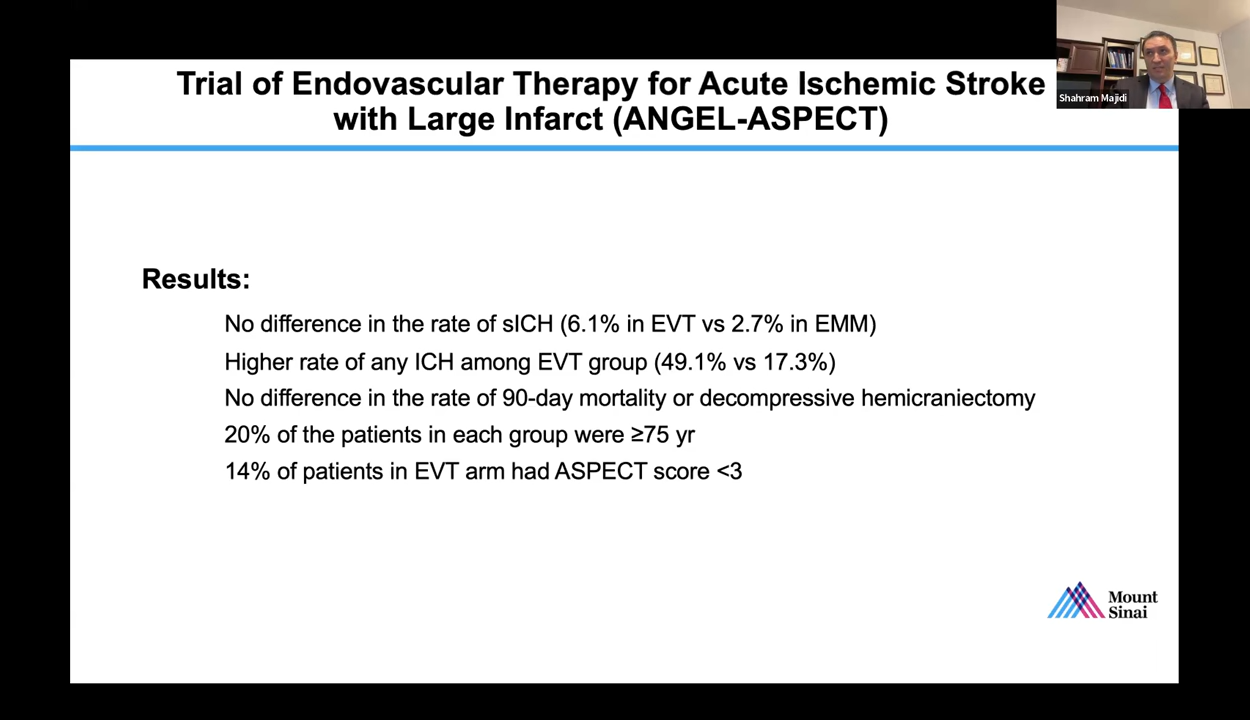 Trial of Endovascular Therapy for Acute Ischemic Stroke
with Large Infarct (ANGEL-ASPECT)
Shahram Majidi
Results:
No difference in the rate of sICH (6.1% in EVT vs 2.7% in EMM)
Higher rate of any ICH among EVT group (49.1% vs 17.3%)
No difference in the rate of 90-day mortality or decompressive hemicraniectomy
20% of the patients in each group were ≥75 yr
14% of patients in EVT arm had ASPECT score <3
Mount
Sinai